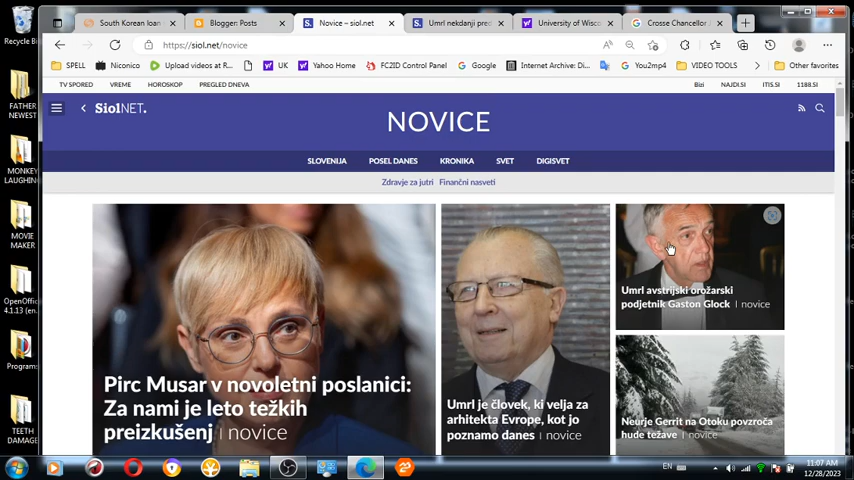 South Korean loan
Blogger: Posts
Novice – siol.net
Umrl nekdanji pred
University of Wisco
Crosse Chancellor J
https://siol.net/novice
SPELL
Niconico
Upload videos at R...
UK
Yahoo Home
FC2ID Control Panel
Google
Internet Archive: Di...
You2mp4
VIDEO TOOLS
Other favorites
TV SPORED VREME HOROSKOP PREGLED DNEVA
Bizi NAJDI.SI ITIS.SI 1188.SI
SiolNET.
NOVICE
SLOVENIJA POSEL DANES KRONIKA SVET DIGISVET
Zdravje za jutri Finančni nasveti
Pirc Musar v novoletni poslanici:
Za nami je leto težkih
preizkušenj | novice
Umrl je človek, ki velja za
arhitekta Evrope, kot jo
poznamo danes | novice
Umrl avstrijski orožarski
podjetnik Gaston Glock | novice
Neurje Gerrit na Otoku povzroča
hude težave | novice
Recycle Bin
FATHER
NEWEST
MONKEY
LAUGHING
MOVIE
MAKER
OpenOffice
4.1.13 (en...
Programs
TEETH
DAMAGE
EN
11:07 AM
12/28/2023